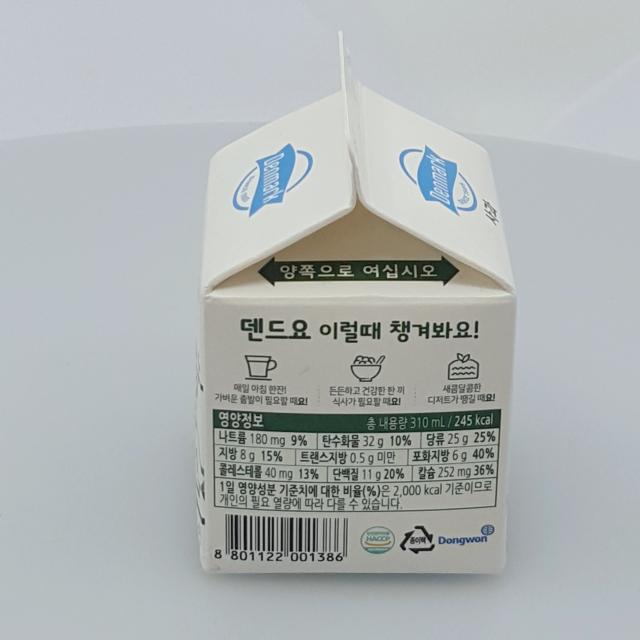 Denmark
Denmark
사과
양쪽으로 여십시오
덴드요 이럴때 챙겨봐요!
매일 아침 한잔!
가벼운 출발이 필요할 때요!
든든하고 건강한 한 끼
식사가 필요할 때요!
새콤달콤한
디저트가 땡길 때요!
영양정보 총 내용량 310 mL / 245 kcal
나트륨 180 mg 9% 탄수화물 32 g 10% 당류 25 g 25%
지방 8 g 15% 트랜스지방 0.5 g 미만 포화지방 6 g 40%
콜레스테롤 40 mg 13% 단백질 11 g 20% 칼슘 252 mg 36%
1일 영양성분 기준치에 대한 비율(%)은 2,000 kcal 기준이므로
개인의 필요 열량에 따라 다를 수 있습니다.
8 801122 001386
HACCP
종이팩
Dongwon